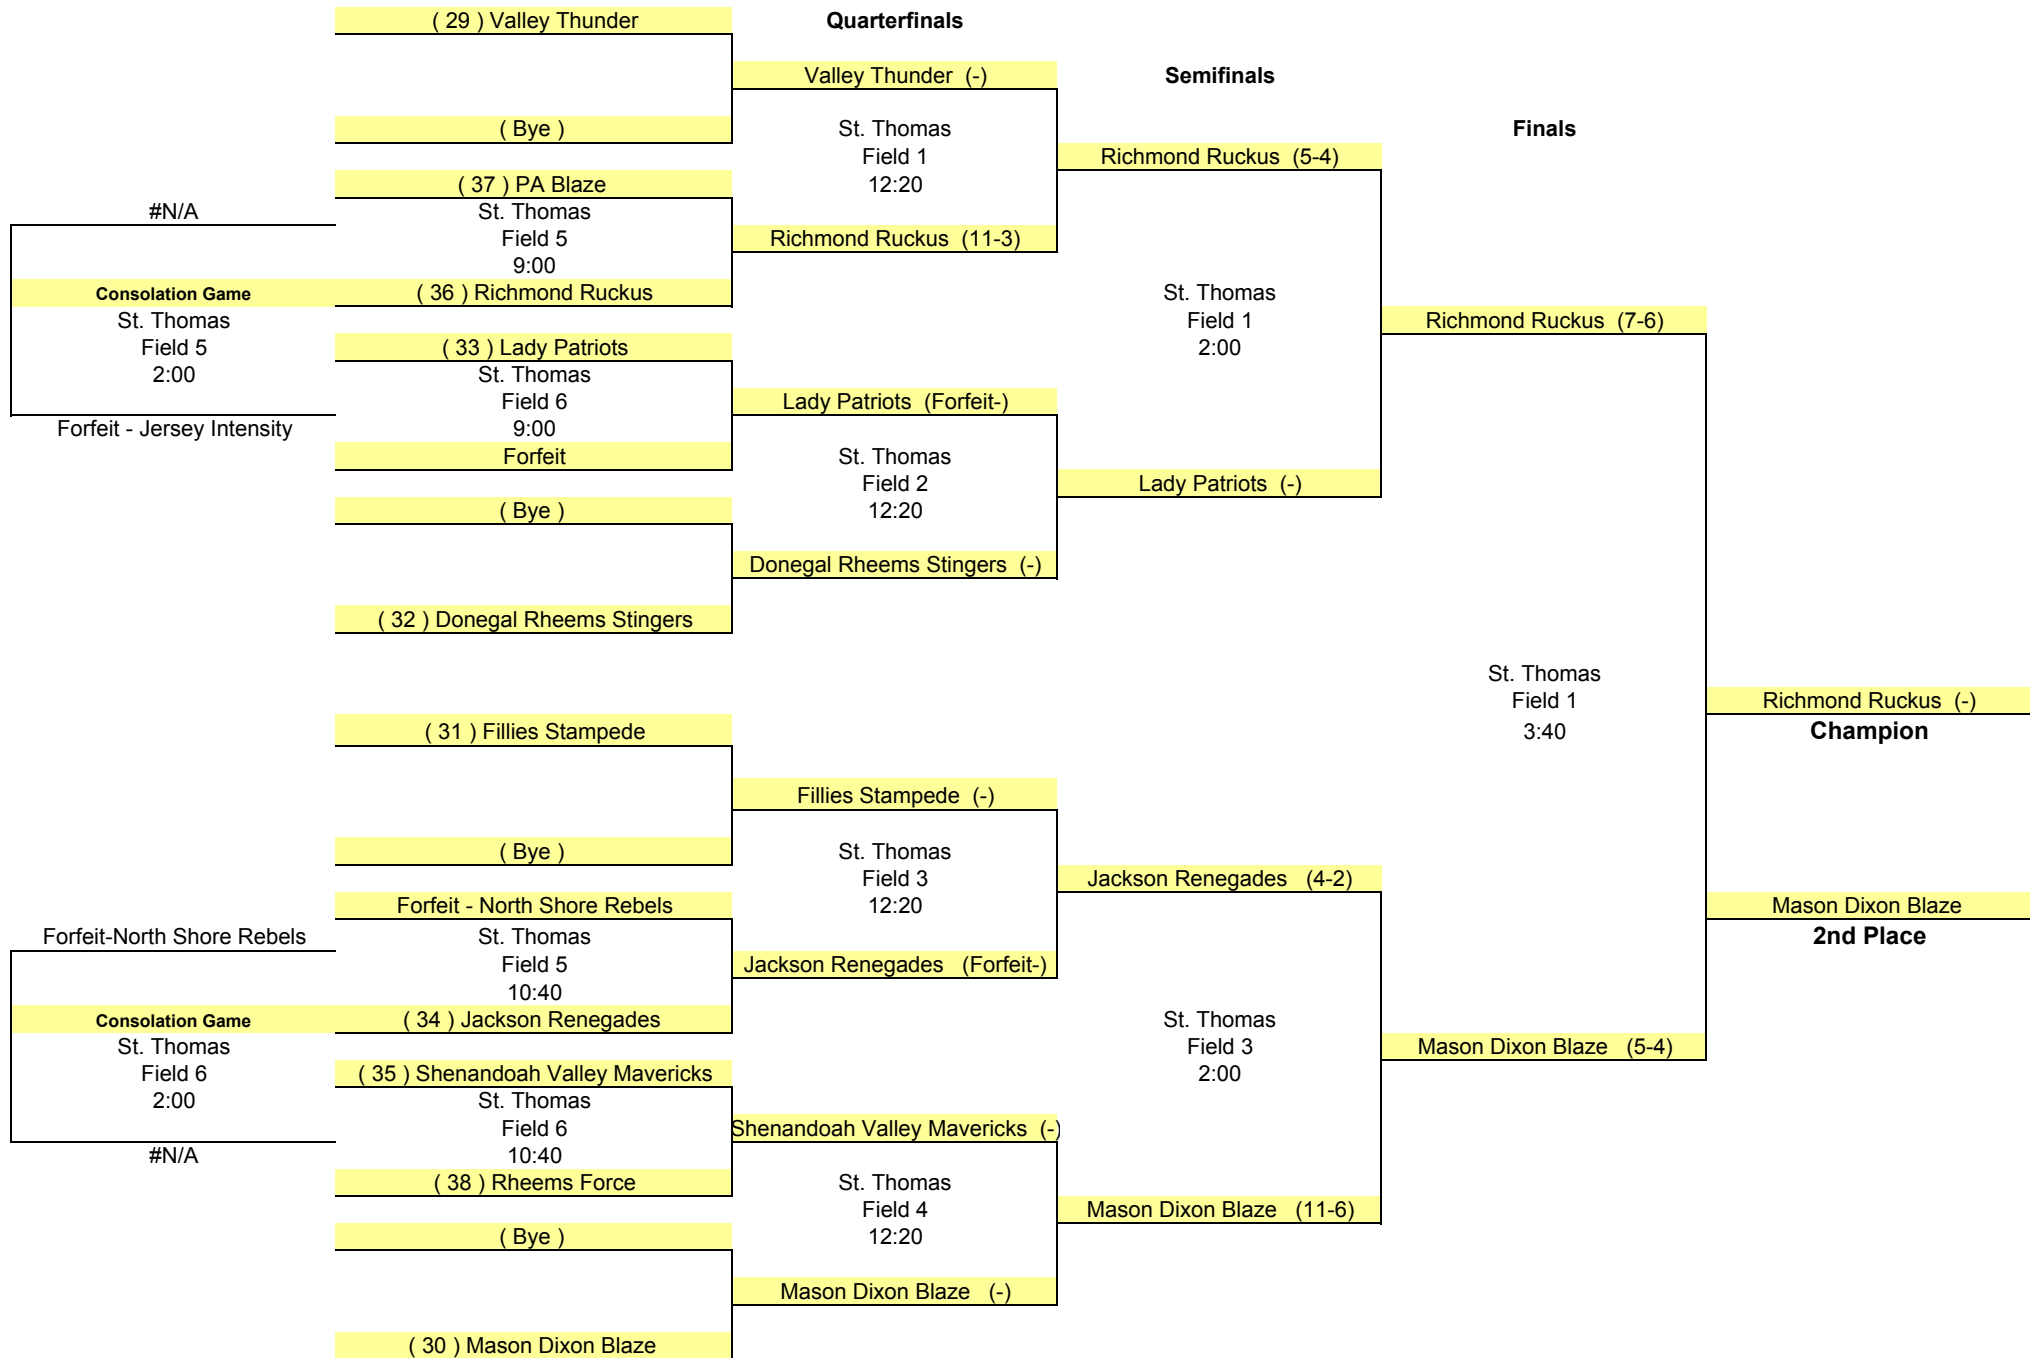 ( 29 ) Valley Thunder
Quarterfinals
Valley Thunder (-)
Semifinals
( Bye )
St. Thomas
Field 1
12:20
Finals
Richmond Ruckus (5-4)
( 37 ) PA Blaze
#N/A
St. Thomas
Field 5
9:00
Richmond Ruckus (11-3)
Consolation Game
( 36 ) Richmond Ruckus
St. Thomas
Field 5
2:00
St. Thomas
Field 1
2:00
Richmond Ruckus (7-6)
( 33 ) Lady Patriots
St. Thomas
Field 6
9:00
Lady Patriots (Forfeit-)
Forfeit - Jersey Intensity
Forfeit
St. Thomas
Field 2
12:20
Lady Patriots (-)
( Bye )
Donegal Rheems Stingers (-)
( 32 ) Donegal Rheems Stingers
St. Thomas
Field 1
3:40
Richmond Ruckus (-)
Champion
( 31 ) Fillies Stampede
Fillies Stampede (-)
( Bye )
St. Thomas
Field 3
12:20
Jackson Renegades (4-2)
Forfeit - North Shore Rebels
Mason Dixon Blaze
2nd Place
Forfeit-North Shore Rebels
St. Thomas
Field 5
10:40
Jackson Renegades (Forfeit-)
Consolation Game
( 34 ) Jackson Renegades
St. Thomas
Field 6
2:00
St. Thomas
Field 3
2:00
Mason Dixon Blaze (5-4)
( 35 ) Shenandoah Valley Mavericks
St. Thomas
Field 6
10:40
Shenandoah Valley Mavericks (-)
#N/A
( 38 ) Rheems Force
St. Thomas
Field 4
12:20
Mason Dixon Blaze (11-6)
( Bye )
Mason Dixon Blaze (-)
( 30 ) Mason Dixon Blaze